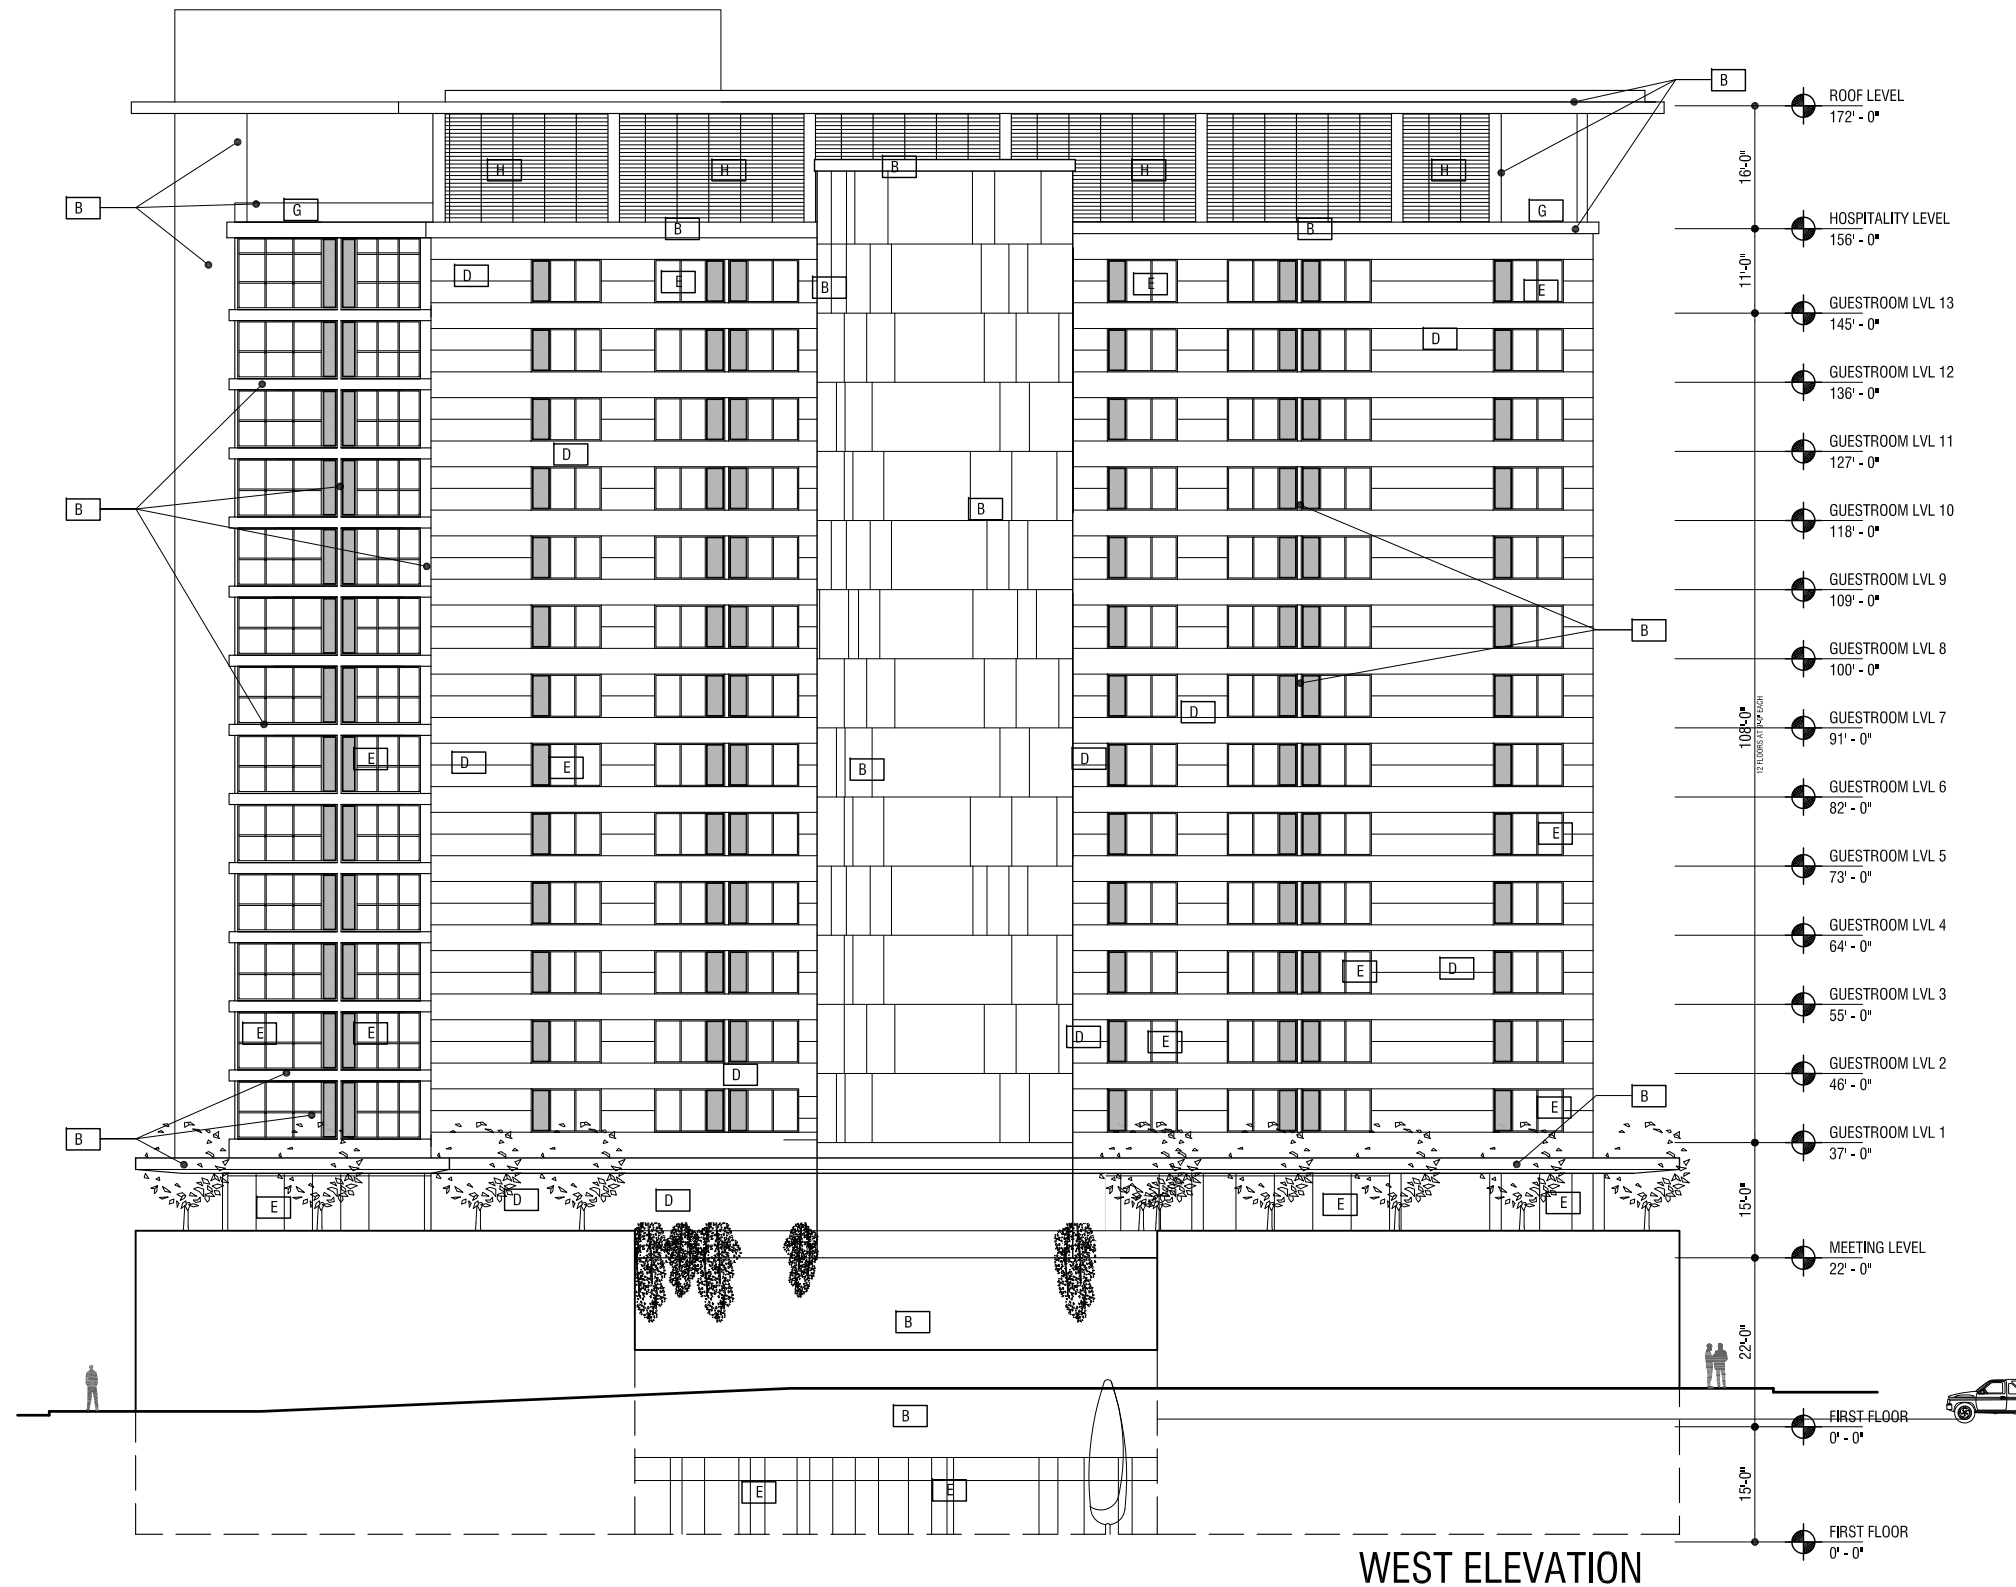 B
ROOF LEVEL
172' - 0"
16'-0"
H
H
B
H
H
B
G
G
B
B
HOSPITALITY LEVEL
156' - 0"
11'-0"
D
E
B
E
E
GUESTROOM LVL 13
145' - 0"
D
GUESTROOM LVL 12
136' - 0"
D
GUESTROOM LVL 11
127' - 0"
B
B
GUESTROOM LVL 10
118' - 0"
GUESTROOM LVL 9
109' - 0"
B
GUESTROOM LVL 8
100' - 0"
D
108'-0"
GUESTROOM LVL 7
91' - 0"
E
D
E
B
D
GUESTROOM LVL 6
82' - 0"
E
GUESTROOM LVL 5
73' - 0"
GUESTROOM LVL 4
64' - 0"
E
D
GUESTROOM LVL 3
55' - 0"
E
E
D
E
GUESTROOM LVL 2
46' - 0"
D
B
E
B
GUESTROOM LVL 1
37' - 0"
E
D
D
E
E
15'-0"
MEETING LEVEL
22' - 0"
B
22'-0"
B
FIRST FLOOR
0' - 0"
E
E
15'-0"
FIRST FLOOR
0' - 0"
WEST ELEVATION